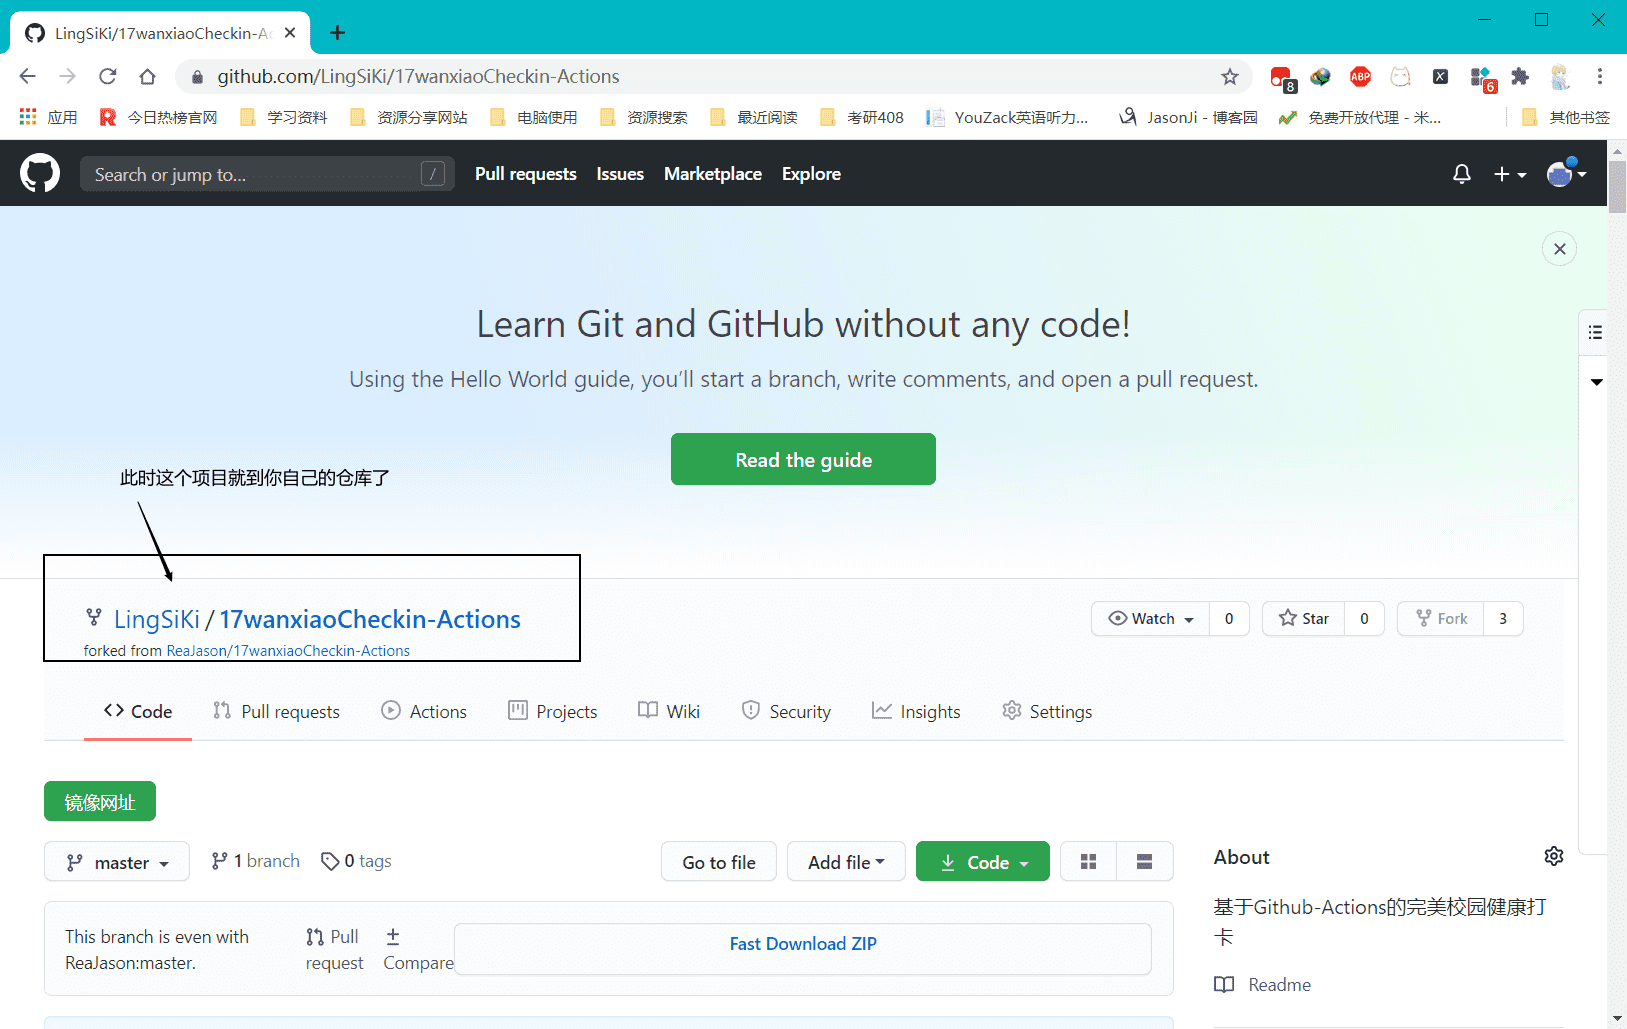 LingSiKi/17wanxiaoCheckin-Ac
github.com/LingSiKi/17wanxiaoCheckin-Actions
8
ABP
X
6
应用
R
今日热榜官网
学习资料
资源分享网站
电脑使用
资源搜索
最近阅读
考研408
YouZack英语听力...
JasonJi - 博客园
免费开放代理 - 米...
其他书签
Search or jump to...
/
Pull requests
Issues
Marketplace
Explore
Learn Git and GitHub without any code!
Using the Hello World guide, you’ll start a branch, write comments, and open a pull request.
Read the guide
此时这个项目就到你自己的仓库了
LingSiKi / 17wanxiaoCheckin-Actions
forked from ReaJason/17wanxiaoCheckin-Actions
Watch
0
Star
0
Fork
3
Code
Pull requests
Actions
Projects
Wiki
Security
Insights
Settings
镜像网址
master
1 branch
0 tags
Go to file
Add file
Code
This branch is even with
ReaJason:master.
Pull
request
Compare
Fast Download ZIP
About
基于Github-Actions的完美校园健康打
卡
Readme